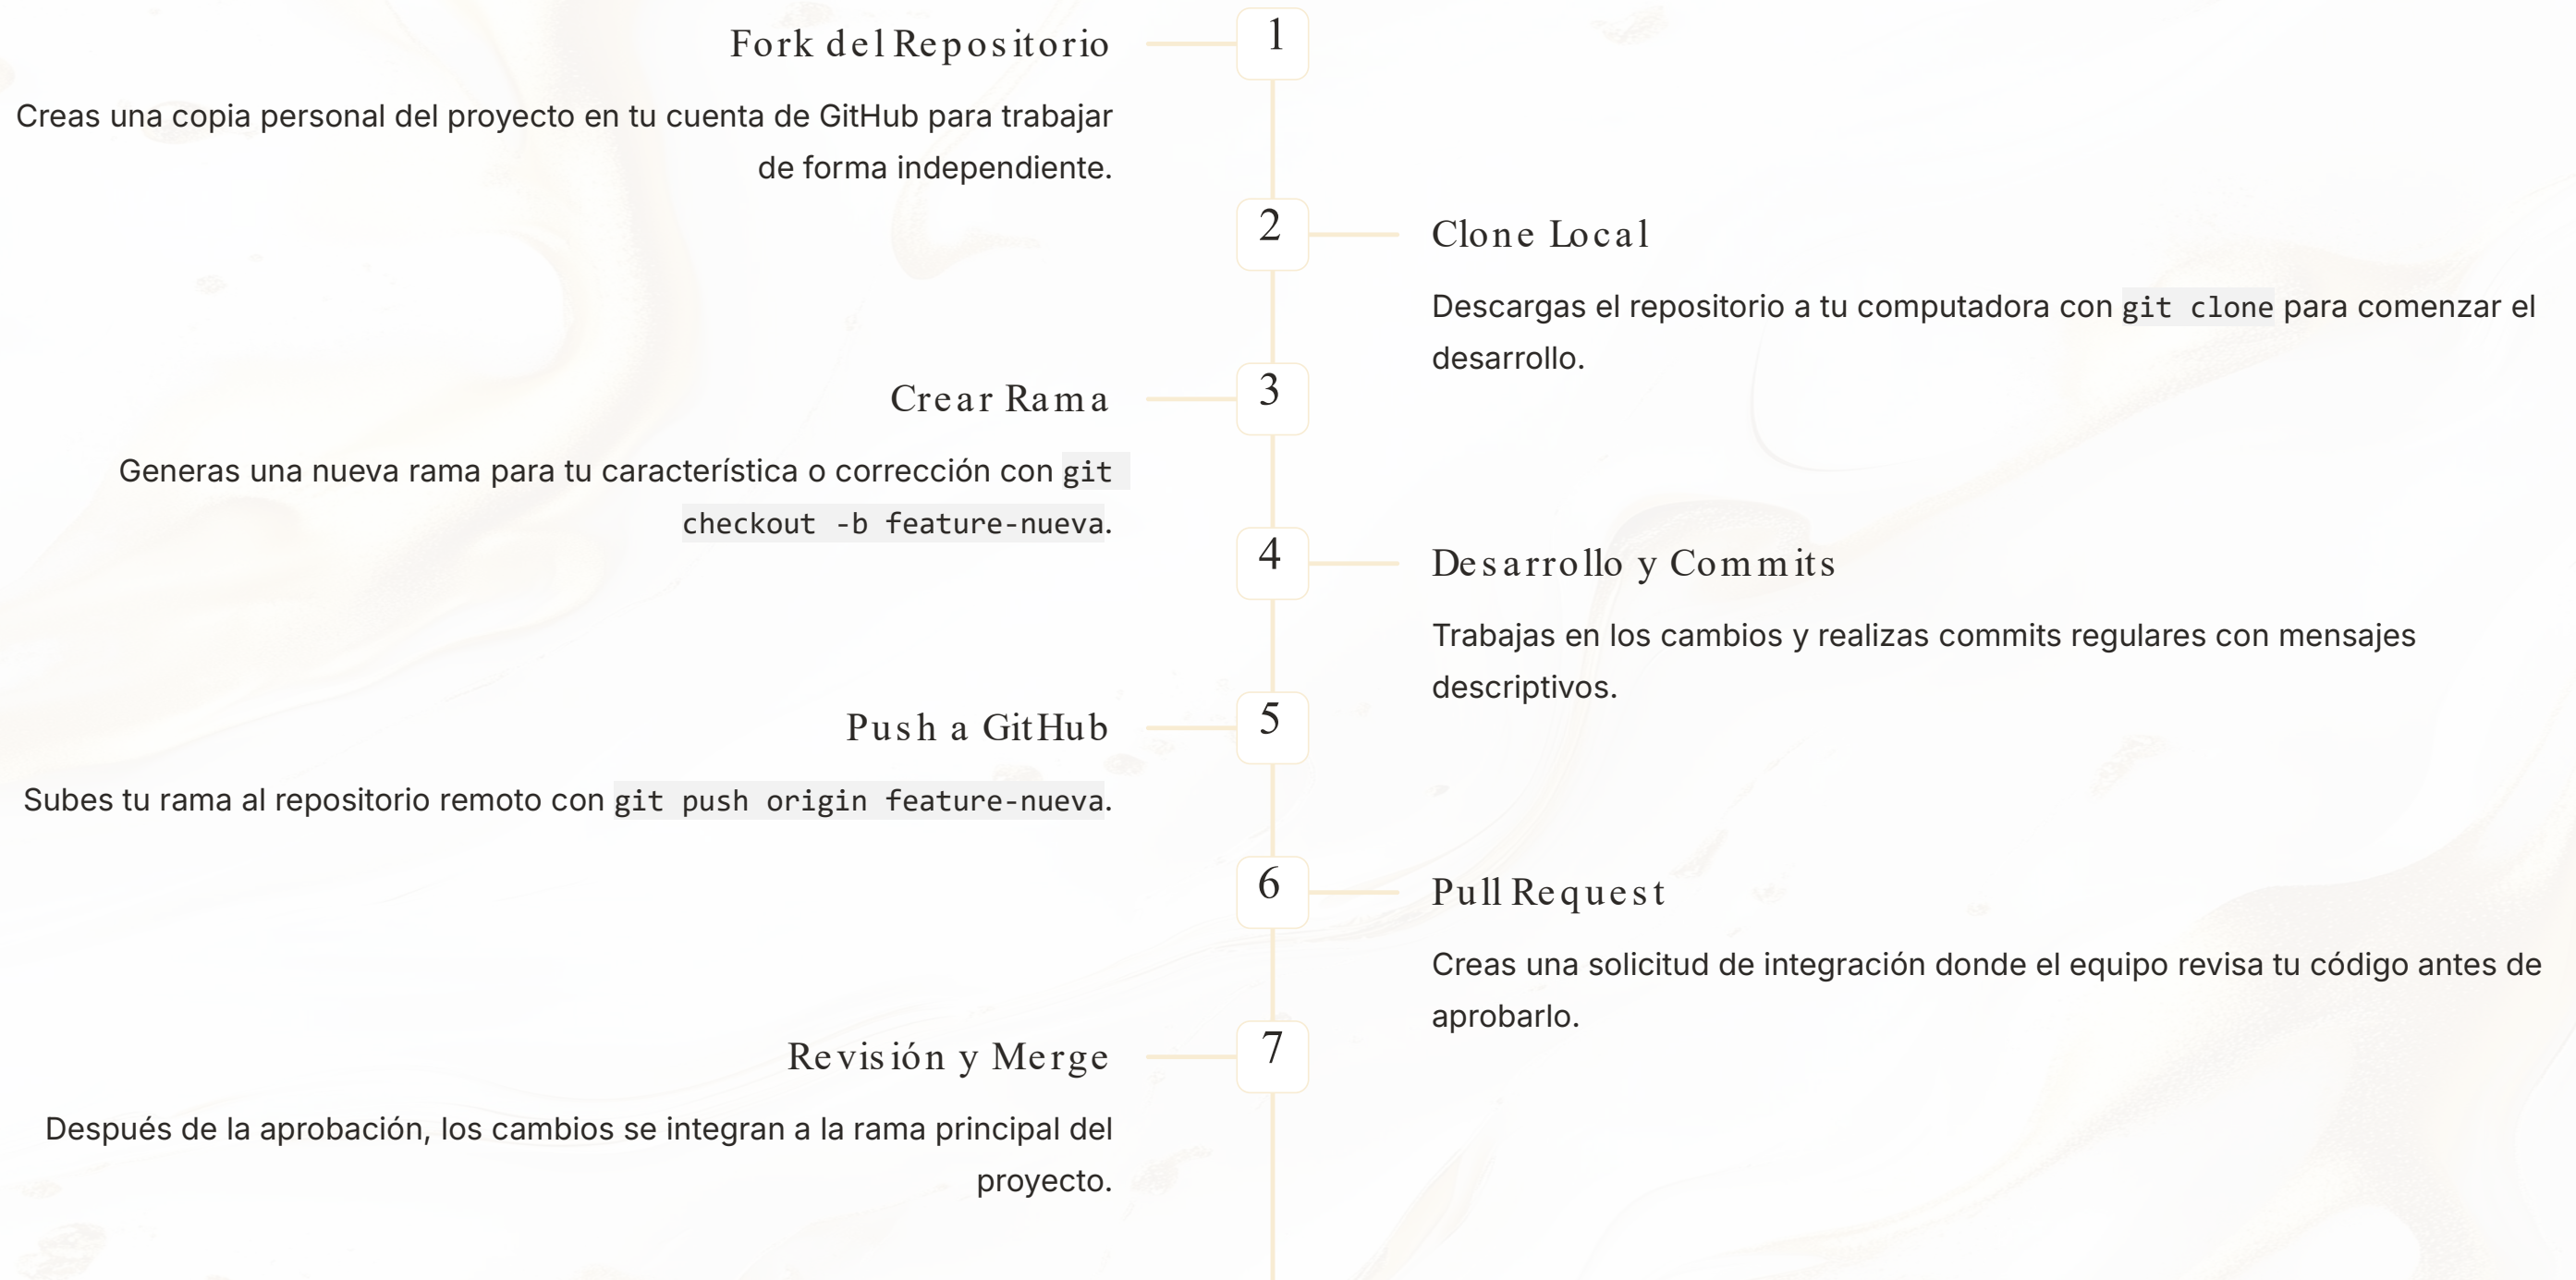 1
Fork del Repositorio
Creas una copia personal del proyecto en tu cuenta de GitHub para trabajar
de forma independiente.
2
Clone Local
Descargas el repositorio a tu computadora con git clone para comenzar el
desarrollo.
3
Crear Rama
Generas una nueva rama para tu característica o corrección con git
checkout -b feature-nueva.
4
Desarrollo y Commits
Trabajas en los cambios y realizas commits regulares con mensajes
descriptivos.
5
Push a GitHub
Subes tu rama al repositorio remoto con git push origin feature-nueva.
6
Pull Request
Creas una solicitud de integración donde el equipo revisa tu código antes de
aprobarlo.
7
Revisión y Merge
Después de la aprobación, los cambios se integran a la rama principal del
proyecto.